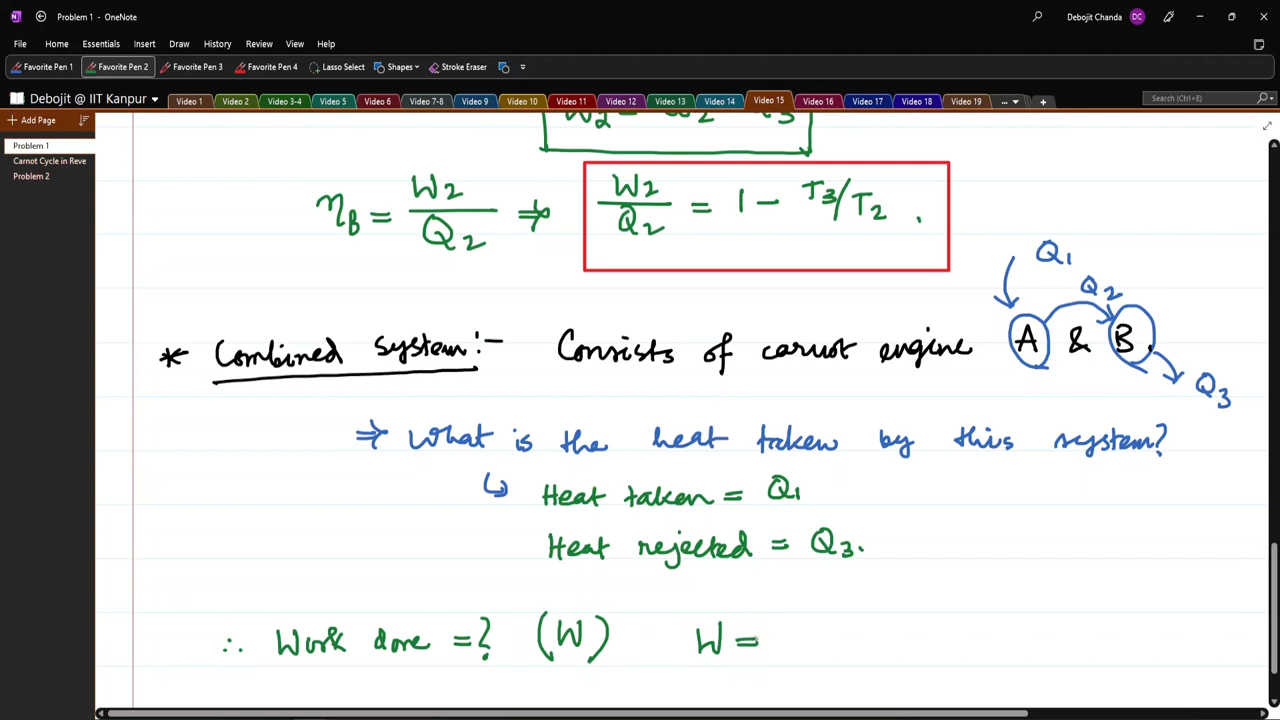 Problem 1 - OneNote
Debojit Chanda DC
File Home Essentials Insert Draw History Review View Help
Favorite Pen 1 Favorite Pen 2 Favorite Pen 3 Favorite Pen 4 Lasso Select Shapes Stroke Eraser
Debojit @ IIT Kanpur Video 1 Video 2 Video 3-4 Video 5 Video 6 Video 7-8 Video 9 Video 10 Video 11 Video 12 Video 13 Video 14 Video 15 Video 16 Video 17 Video 18 Video 19 ... + Search (Ctrl+E)
+ Add Page
Problem 1
Carnot Cycle in Reve
Problem 2
η_B = W2/Q2 ⇒ W2/Q2 = 1 - T3/T2 .
Q1
Q2
* Combined system:- Consists of carnot engine A & B.
Q3
⇒ What is the heat taken by this system?
↳ Heat taken = Q1
Heat rejected = Q3.
∴ Work done = ? (W) W =